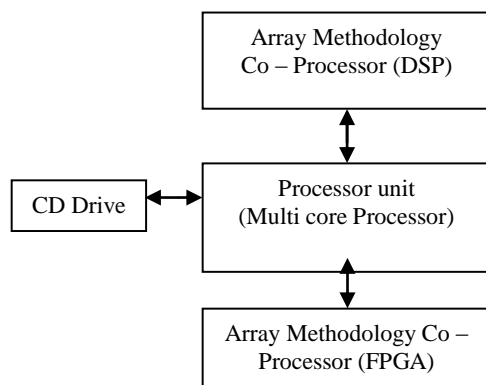 Array Methodology
Co – Processor (DSP)
CD Drive
Processor unit
(Multi core Processor)
Array Methodology Co –
Processor (FPGA)